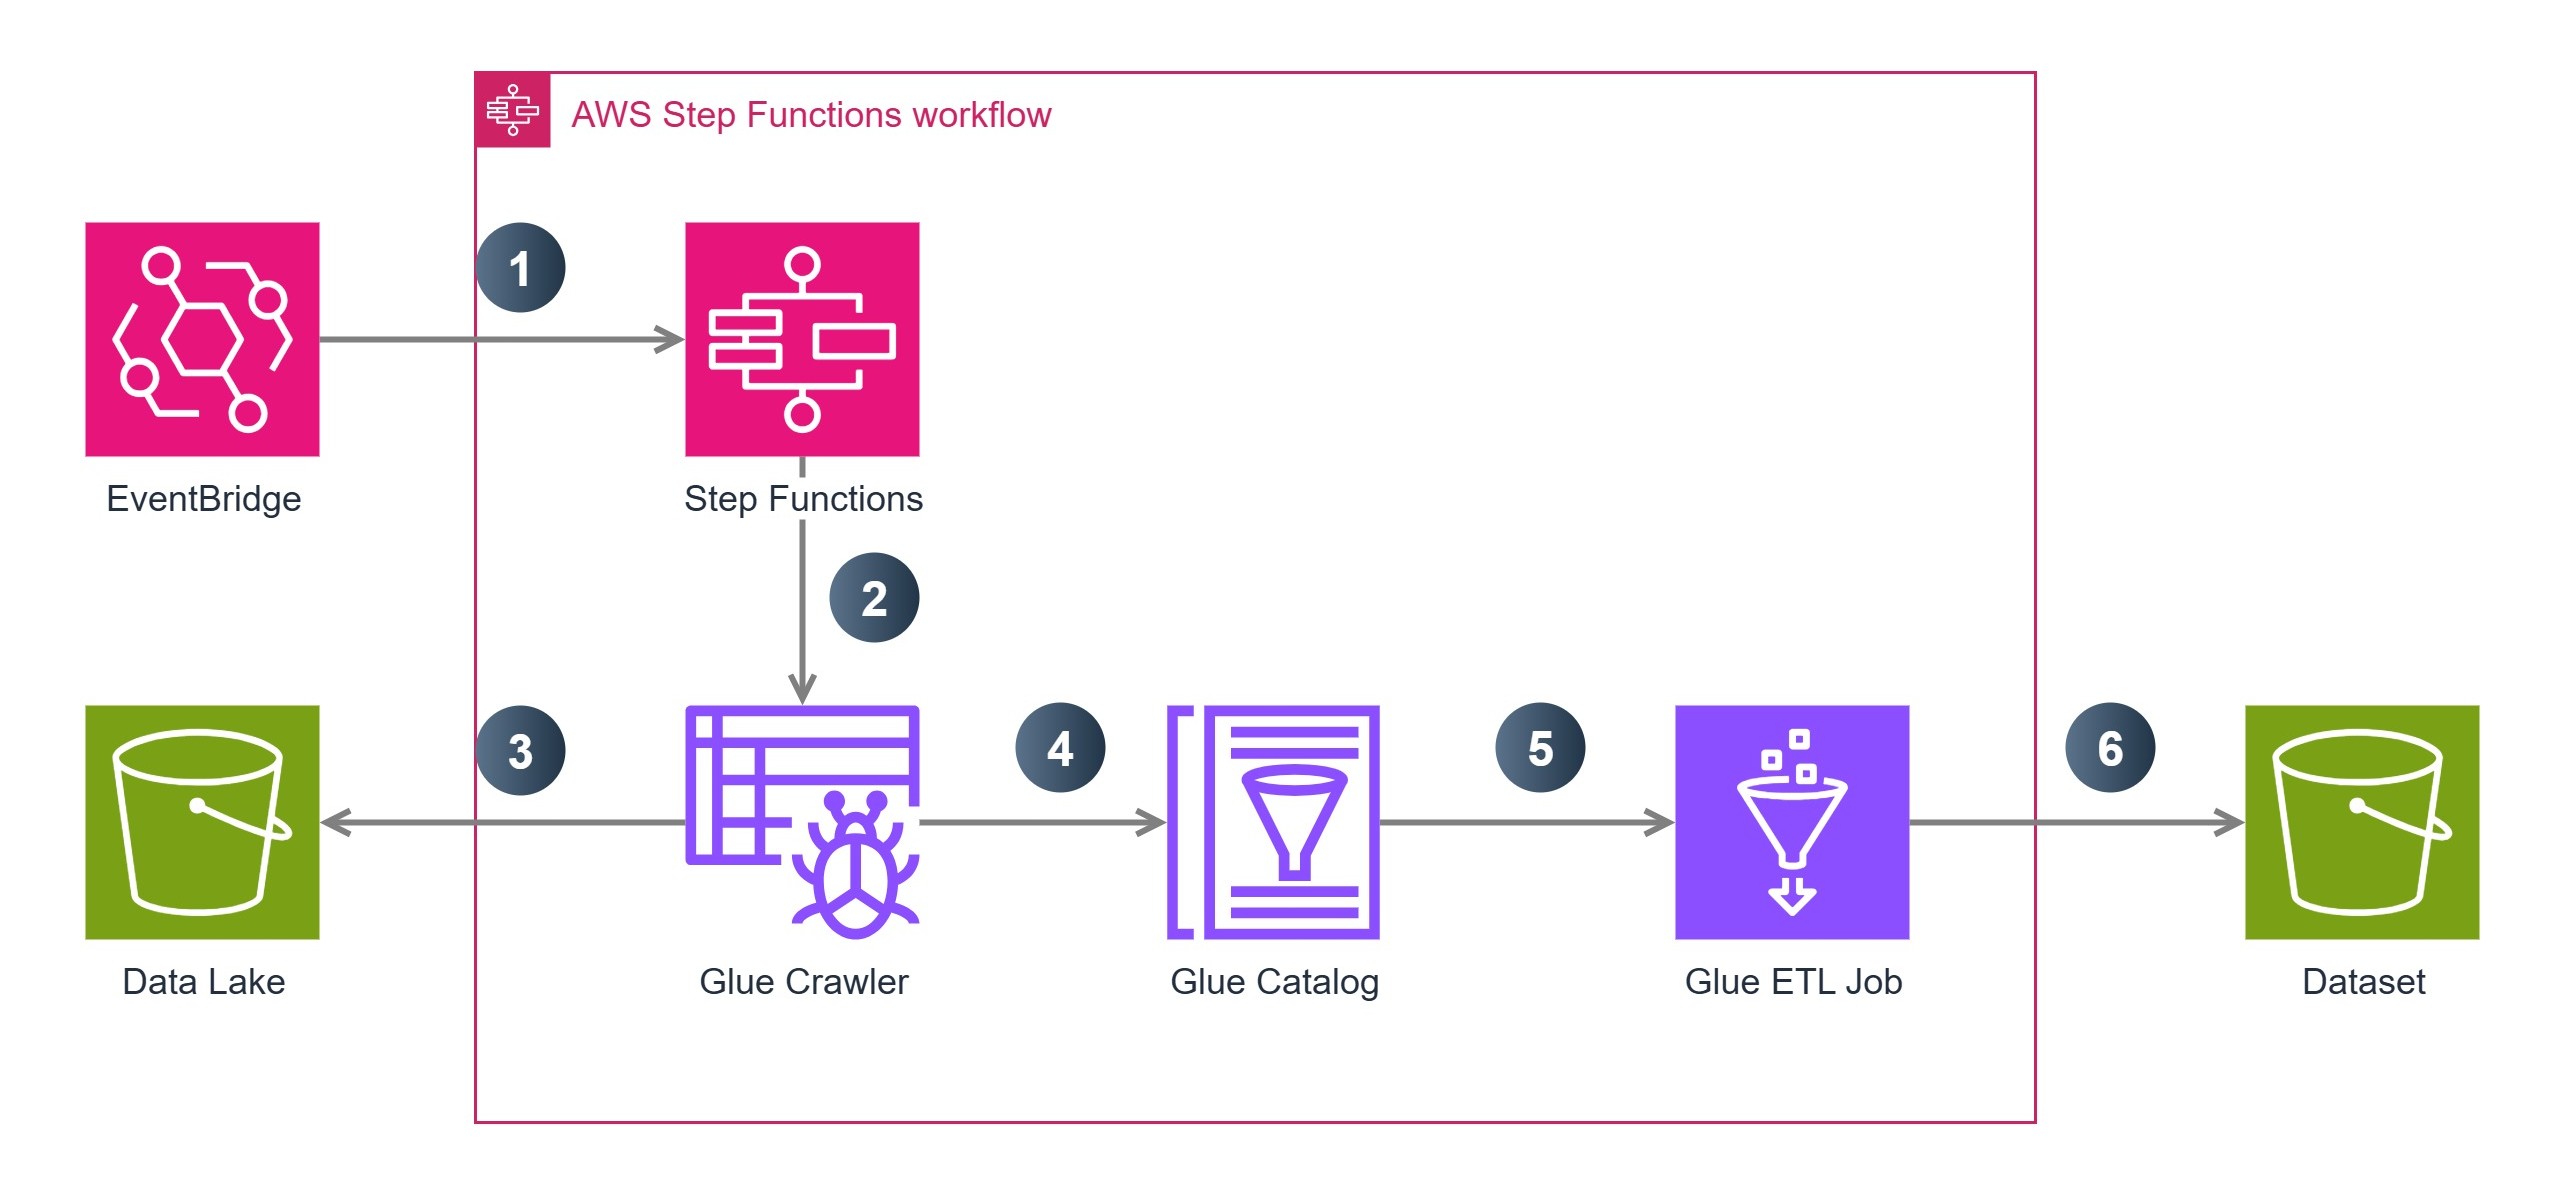 AWS Step Functions workflow
1
EventBridge
Step Functions
2
3
4
5
6
Data Lake
Glue Crawler
Glue Catalog
Glue ETL Job
Dataset